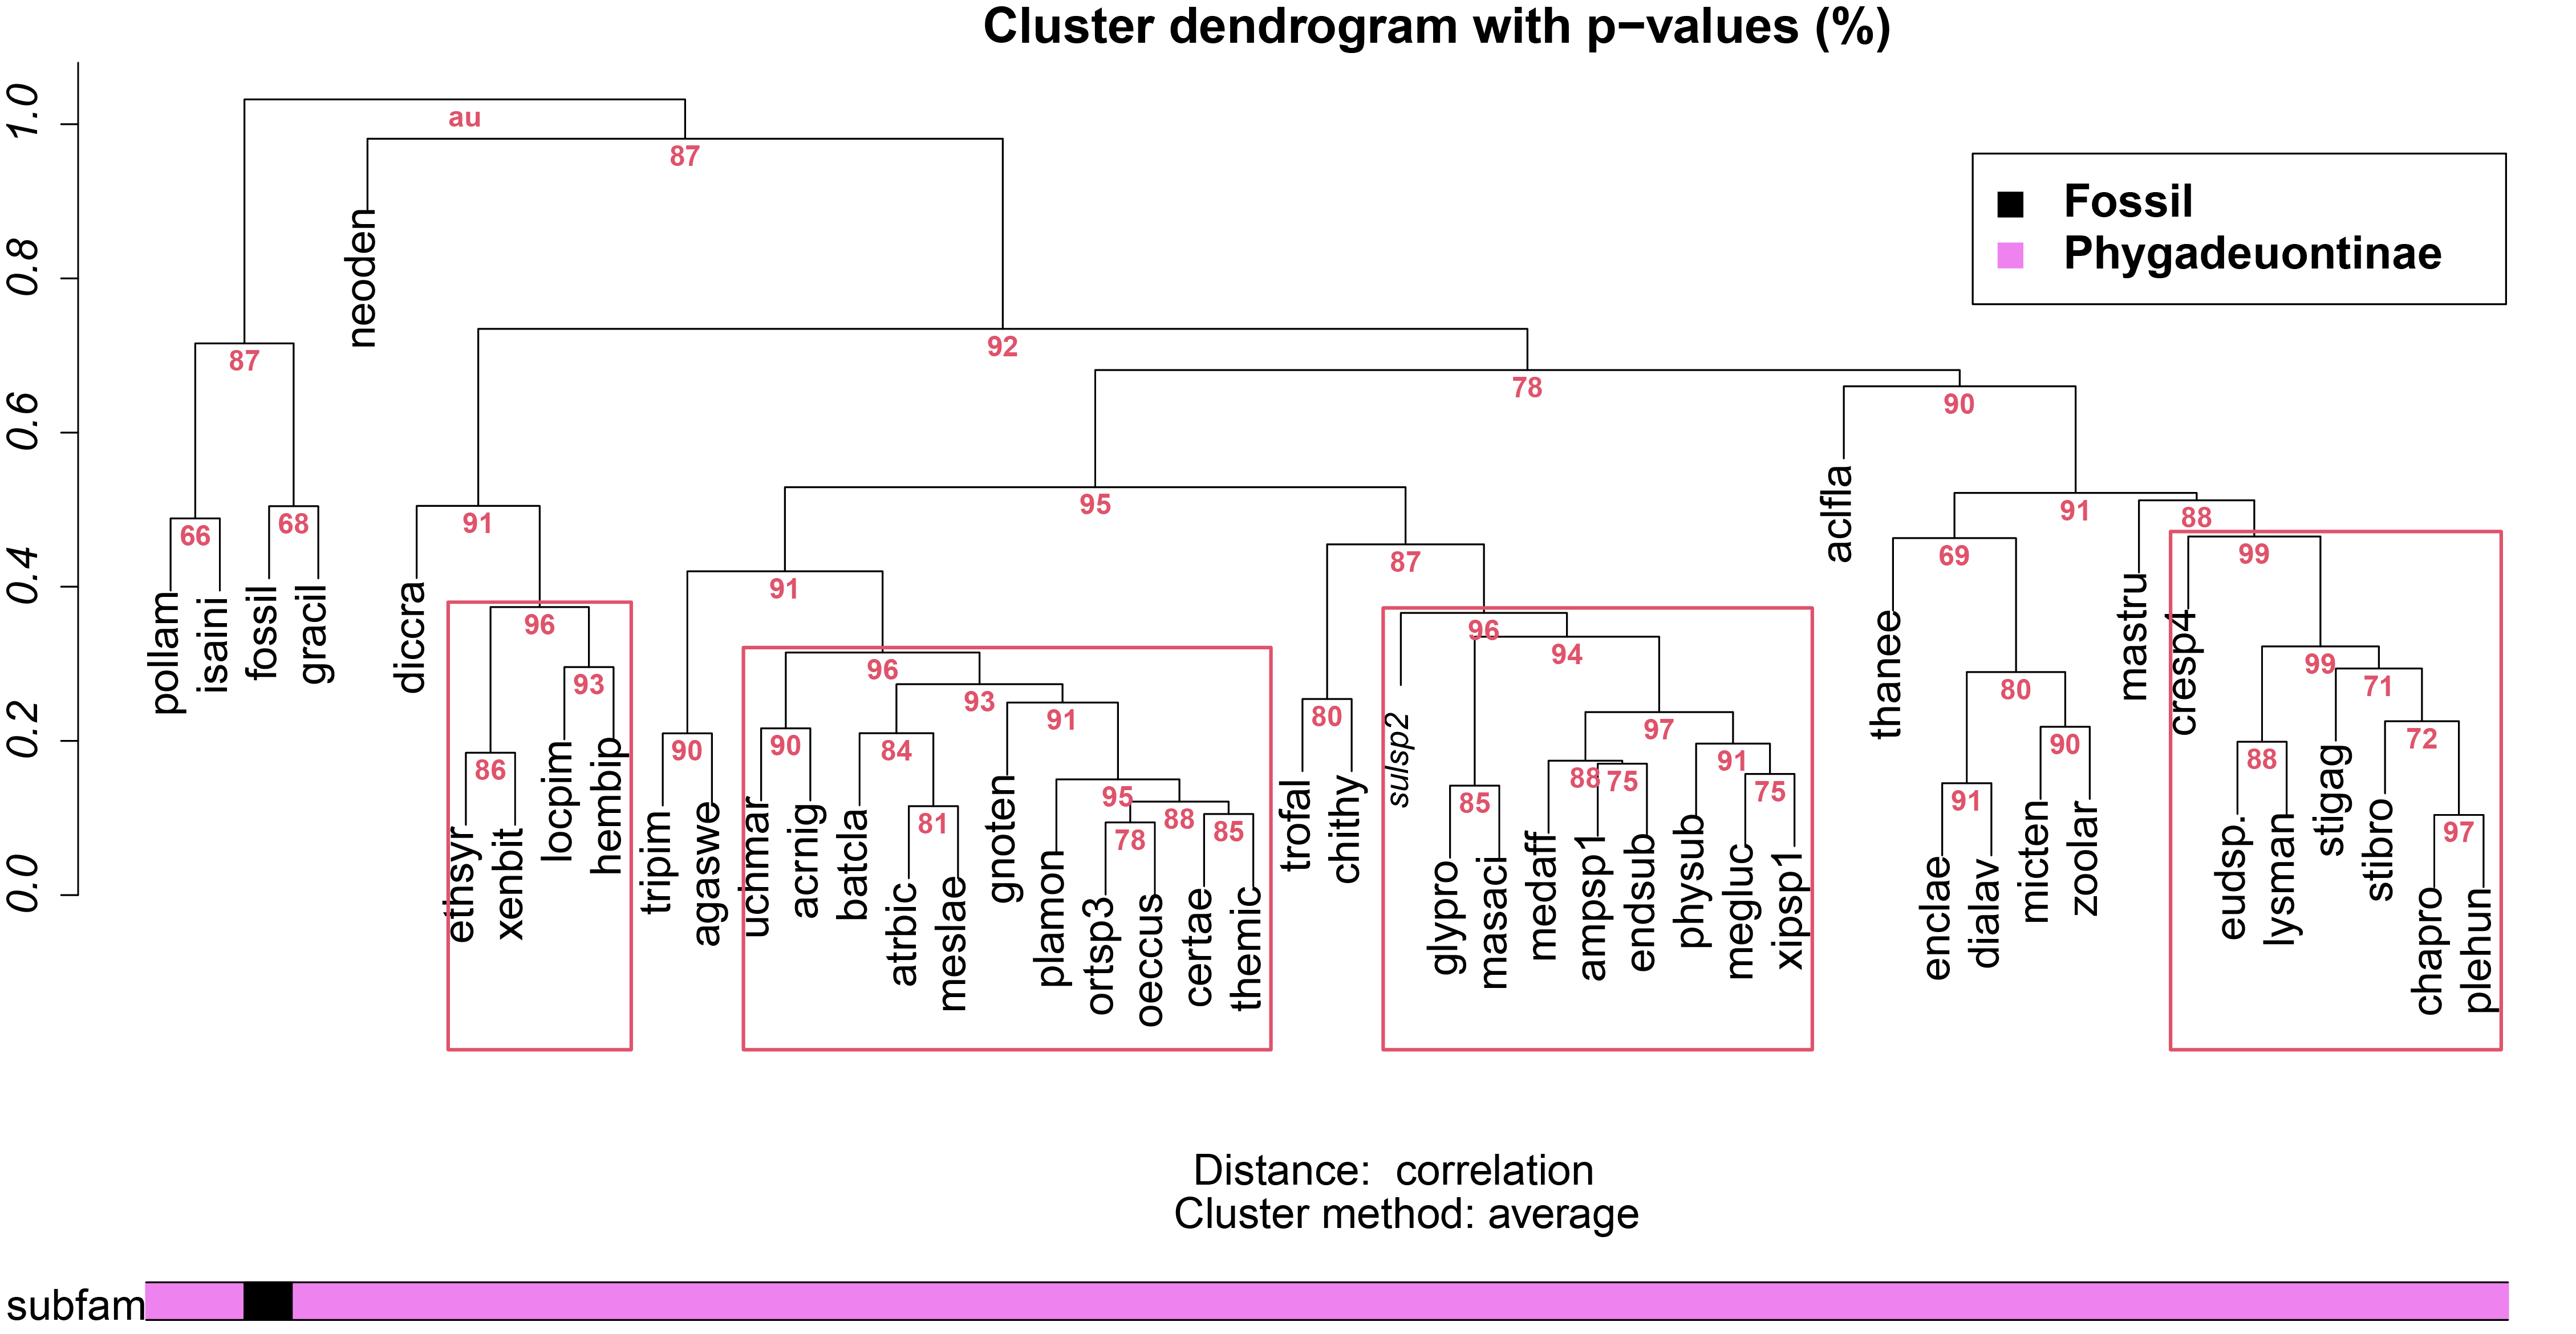 Cluster dendrogram with p−values (%)
1.0
0.8
0.6
0.4
0.2
0.0
Fossil
Phygadeuontinae
au
87
92
78
90
87
95
91
91
88
69
99
66
68
91
87
96
96
96
94
93
93
91
97
80
99
71
72
86
90
90
84
80
85
88
75
91
75
90
88
81
95
88
78
85
91
97
pollam
isaini
fossil
gracil
neoden
diccra
ethsyr
xenbit
locpim
hembip
tripim
agaswe
uchmar
acrnig
batcla
atrbic
meslae
gnoten
plamon
ortsp3
oeccus
certae
themic
trofal
chithy
sulsp2
glypro
masaci
medaff
ampsp1
endsub
physub
megluc
xipsp1
aclfla
thanee
enclae
dialav
micten
zoolar
mastru
cresp4
eudsp.
lysman
stigag
stibro
chapro
plehun
Distance: correlation
Cluster method: average
subfam